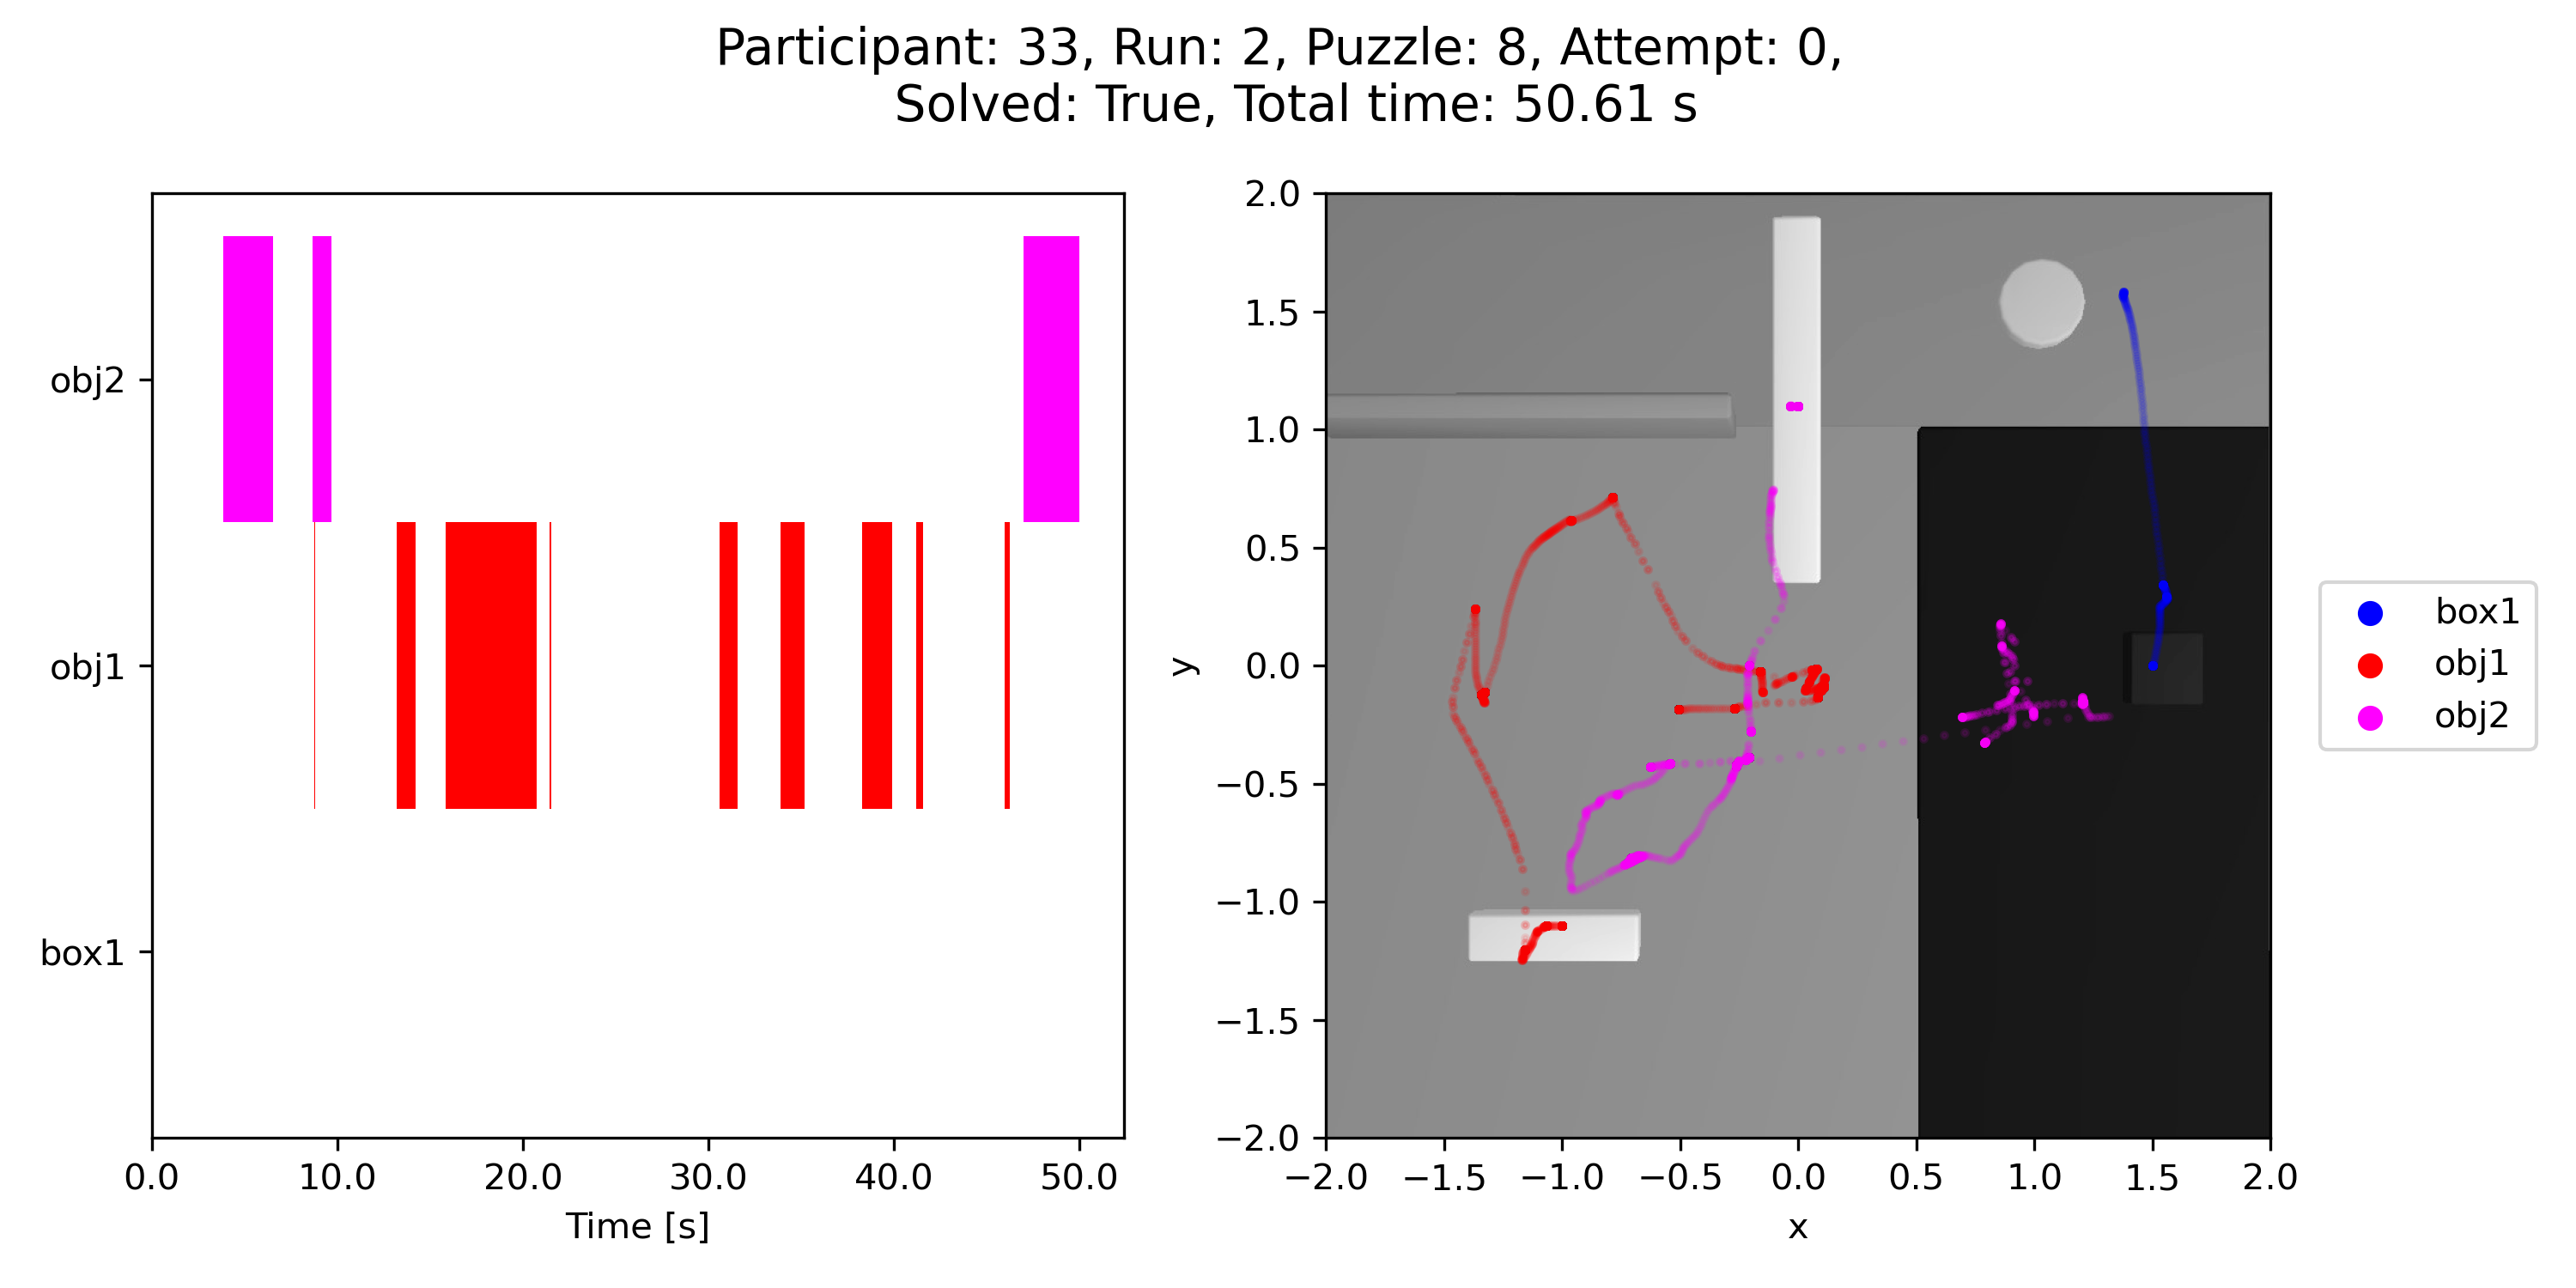 Participant: 33, Run: 2, Puzzle: 8, Attempt: 0,
Solved: True, Total time: 50.61 s
obj2
obj1
box1
0.0 10.0 20.0 30.0 40.0 50.0
Time [s]
2.0
1.5
1.0
0.5
0.0
−0.5
−1.0
−1.5
−2.0
y
−2.0 −1.5 −1.0 −0.5 0.0 0.5 1.0 1.5 2.0
x
box1
obj1
obj2